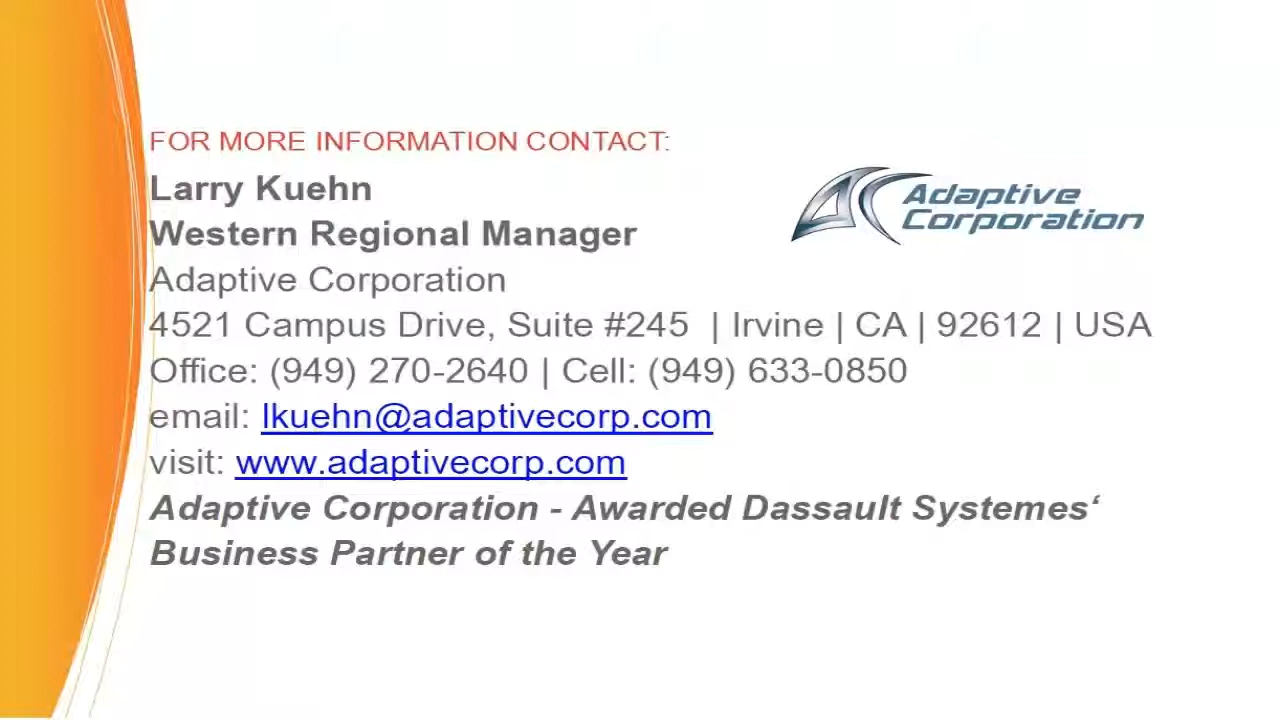 FOR MORE INFORMATION CONTACT:
Larry Kuehn
Western Regional Manager
Adaptive Corporation
4521 Campus Drive, Suite #245 | Irvine | CA | 92612 | USA
Office: (949) 270-2640 | Cell: (949) 633-0850
email: lkuehn@adaptivecorp.com
visit: www.adaptivecorp.com
Adaptive Corporation - Awarded Dassault Systemes‘
Business Partner of the Year
Adaptive
Corporation